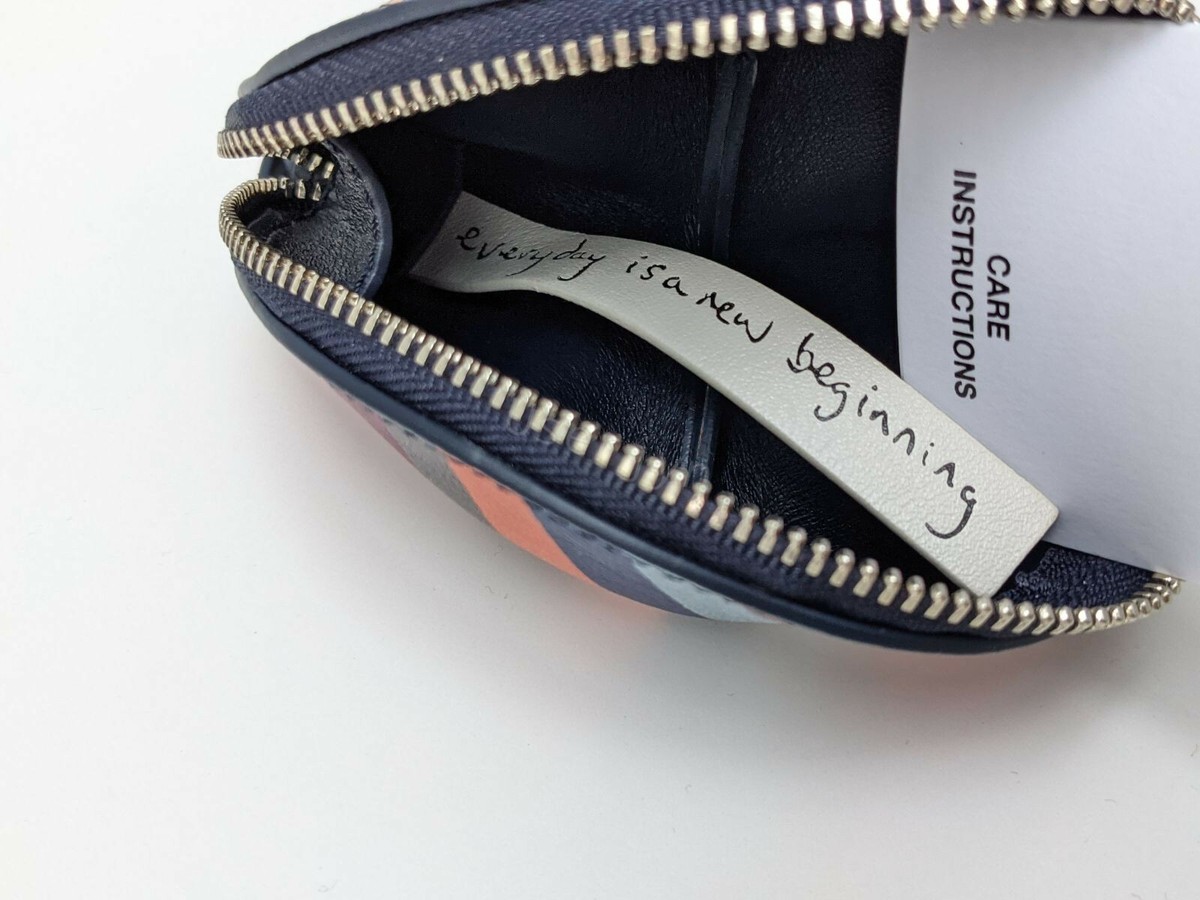 everyday is a new beginning
CARE
INSTRUCTIONS